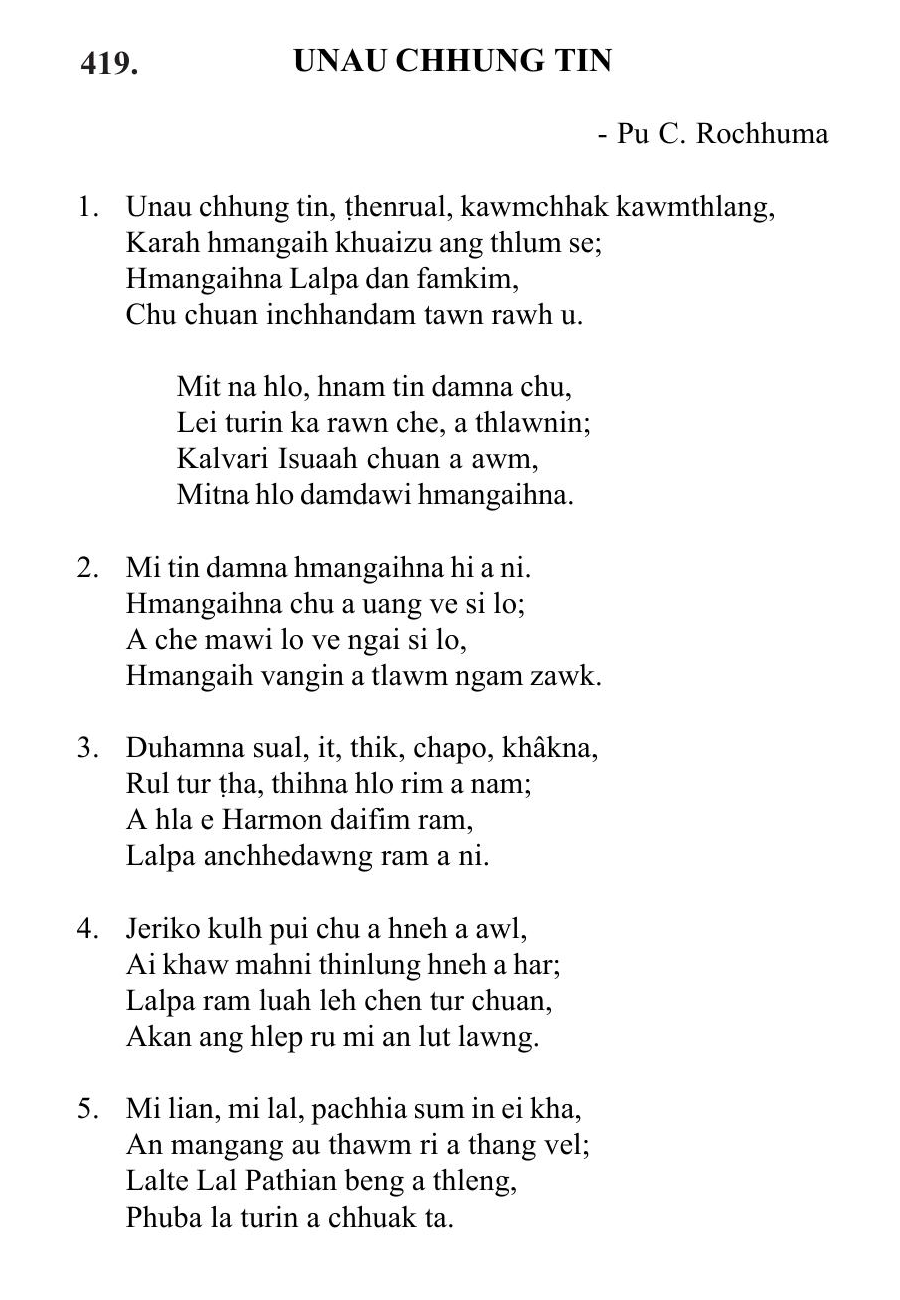 419. UNAU CHHUNG TIN
- Pu C. Rochhuma
1. Unau chhung tin, ṭhenrual, kawmchhak kawmthlang,
Karah hmangaih khuaizu ang thlum se;
Hmangaihna Lalpa dan famkim,
Chu chuan inchhandam tawn rawh u.
Mit na hlo, hnam tin damna chu,
Lei turin ka rawn che, a thlawnin;
Kalvari Isuaah chuan a awm,
Mitna hlo damdawi hmangaihna.
2. Mi tin damna hmangaihna hi a ni.
Hmangaihna chu a uang ve si lo;
A che mawi lo ve ngai si lo,
Hmangaih vangin a tlawm ngam zawk.
3. Duhamna sual, it, thik, chapo, khâkna,
Rul tur ṭha, thihna hlo rim a nam;
A hla e Harmon daifim ram,
Lalpa anchhedawng ram a ni.
4. Jeriko kulh pui chu a hneh a awl,
Ai khaw mahni thinlung hneh a har;
Lalpa ram luah leh chen tur chuan,
Akan ang hlep ru mi an lut lawng.
5. Mi lian, mi lal, pachhia sum in ei kha,
An mangang au thawm ri a thang vel;
Lalte Lal Pathian beng a thleng,
Phuba la turin a chhuak ta.